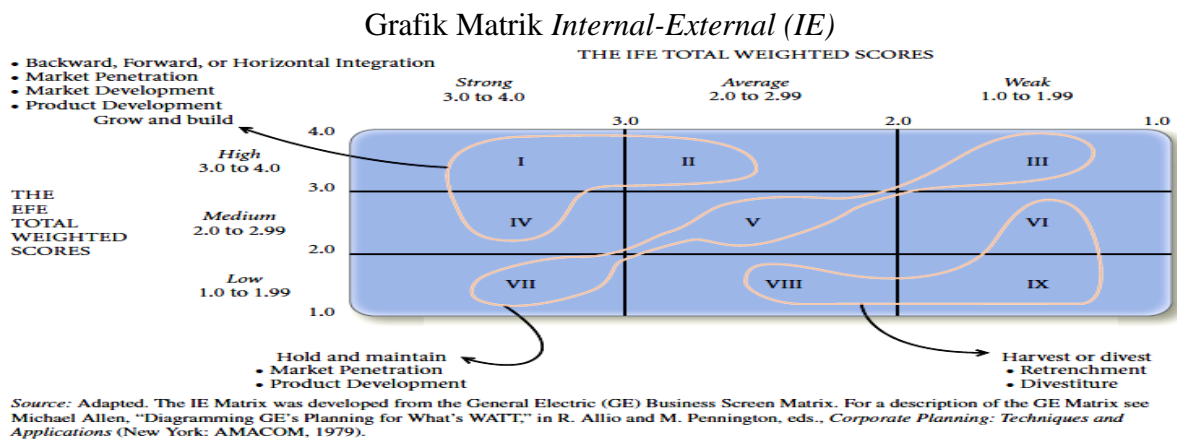 Grafik Matrik Internal-External (IE)
THE IFE TOTAL WEIGHTED SCORES
• Backward, Forward, or Horizontal Integration
• Market Penetration
• Market Development
• Product Development
Grow and build
Strong
3.0 to 4.0
Average
2.0 to 2.99
Weak
1.0 to 1.99
4.0
3.0
2.0
1.0
High
3.0 to 4.0
I
II
III
3.0
THE
EFE
TOTAL
WEIGHTED
SCORES
Medium
2.0 to 2.99
IV
V
VI
2.0
Low
1.0 to 1.99
VII
VIII
IX
1.0
Hold and maintain
• Market Penetration
• Product Development
Harvest or divest
• Retrenchment
• Divestiture
Source: Adapted. The IE Matrix was developed from the General Electric (GE) Business Screen Matrix. For a description of the GE Matrix see
Michael Allen, “Diagramming GE’s Planning for What’s WATT,” in R. Allio and M. Pennington, eds., Corporate Planning: Techniques and
Applications (New York: AMACOM, 1979).